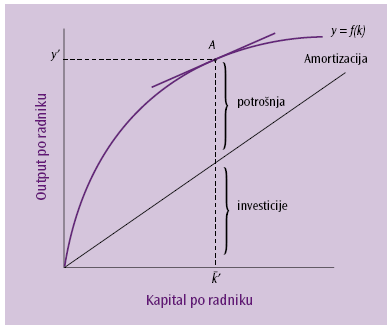 y = f(k)
A
y'
Amortizacija
potrošnja
Output po radniku
investicije
k̄'
Kapital po radniku